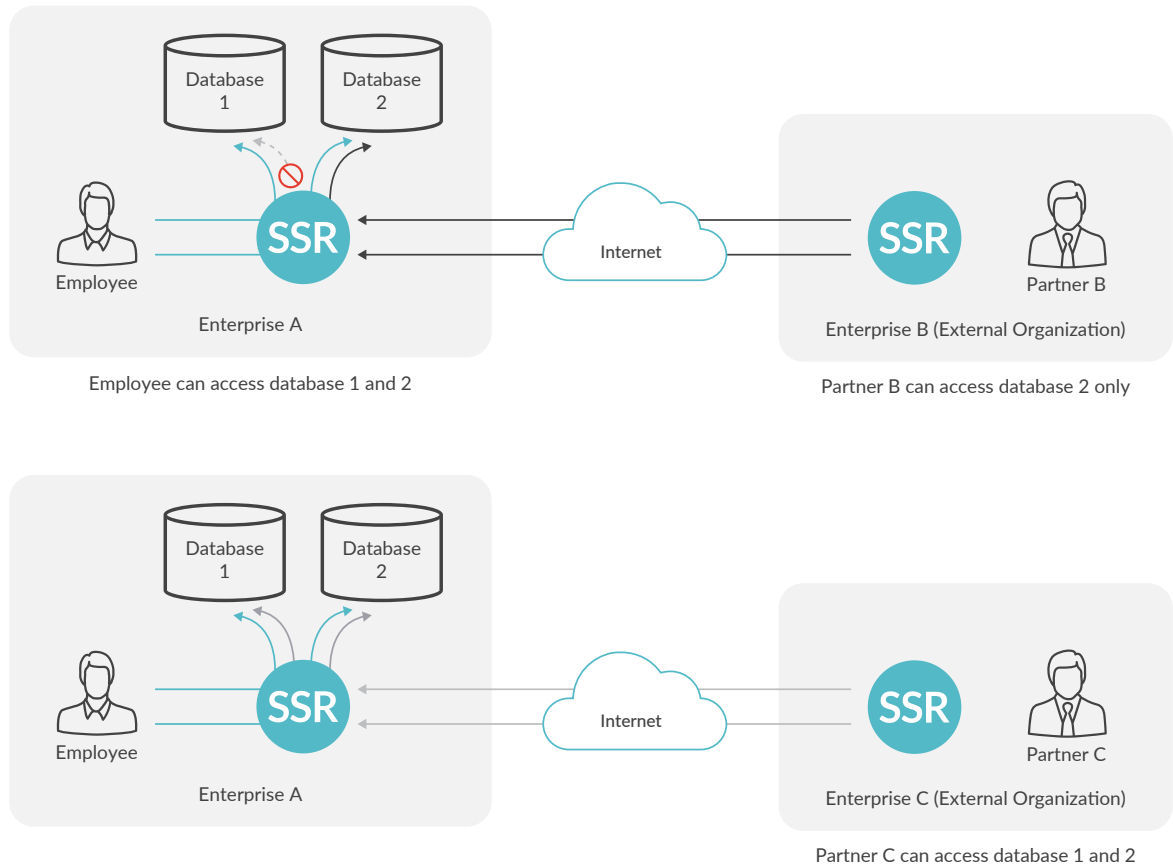 Database
1
Database
2
SSR
Employee
Enterprise A
Internet
SSR
Partner B
Enterprise B (External Organization)
Employee can access database 1 and 2
Partner B can access database 2 only
Database
1
Database
2
SSR
Employee
Enterprise A
Internet
SSR
Partner C
Enterprise C (External Organization)
Partner C can access database 1 and 2